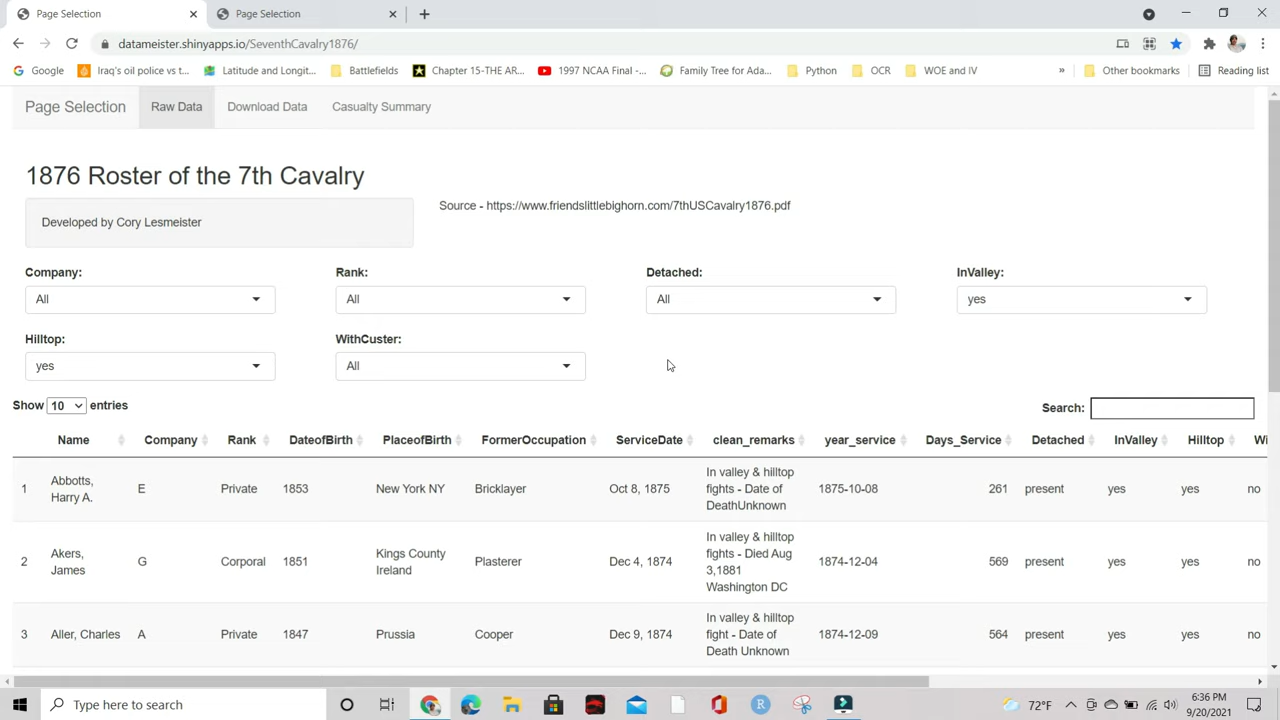 Page Selection
Page Selection
datameister.shinyapps.io/SeventhCavalry1876/
Google
Iraq's oil police vs t...
Latitude and Longit...
Battlefields
Chapter 15-THE AR...
1997 NCAA Final -...
Family Tree for Ada...
Python
OCR
WOE and IV
»
Other bookmarks
Reading list
Page Selection
Raw Data
Download Data
Casualty Summary
1876 Roster of the 7th Cavalry
Developed by Cory Lesmeister
Source - https://www.friendslittlebighorn.com/7thUSCavalry1876.pdf
Company:
Rank:
Detached:
InValley:
All
All
All
yes
Hilltop:
WithCuster:
yes
All
Show 10 entries
Search:
Name Company Rank DateofBirth PlaceofBirth FormerOccupation ServiceDate clean_remarks year_service Days_Service Detached InValley Hilltop Wi
1 Abbotts, Harry A. E Private 1853 New York NY Bricklayer Oct 8, 1875 In valley & hilltop fights - Date of DeathUnknown 1875-10-08 261 present yes yes no
2 Akers, James G Corporal 1851 Kings County Ireland Plasterer Dec 4, 1874 In valley & hilltop fights - Died Aug 3,1881 Washington DC 1874-12-04 569 present yes yes no
3 Aller, Charles A Private 1847 Prussia Cooper Dec 9, 1874 In valley & hilltop fight - Date of Death Unknown 1874-12-09 564 present yes yes no
Type here to search
72°F
6:36 PM
9/20/2021